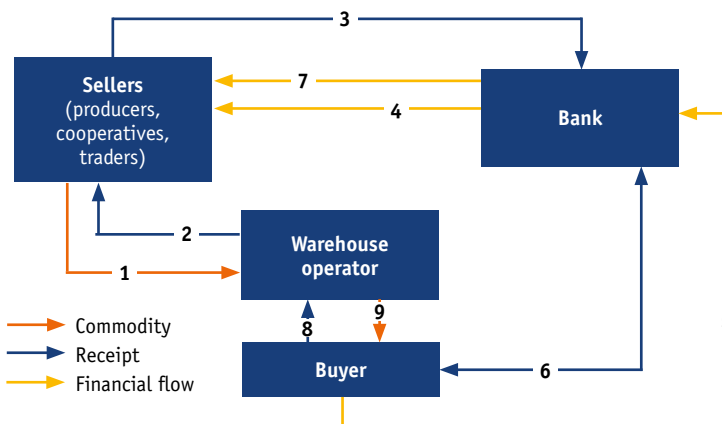 3
Sellers
(producers,
cooperatives,
traders)
7
4
Bank
2
1
Warehouse
operator
Commodity
Receipt
Financial flow
8
9
Buyer
6